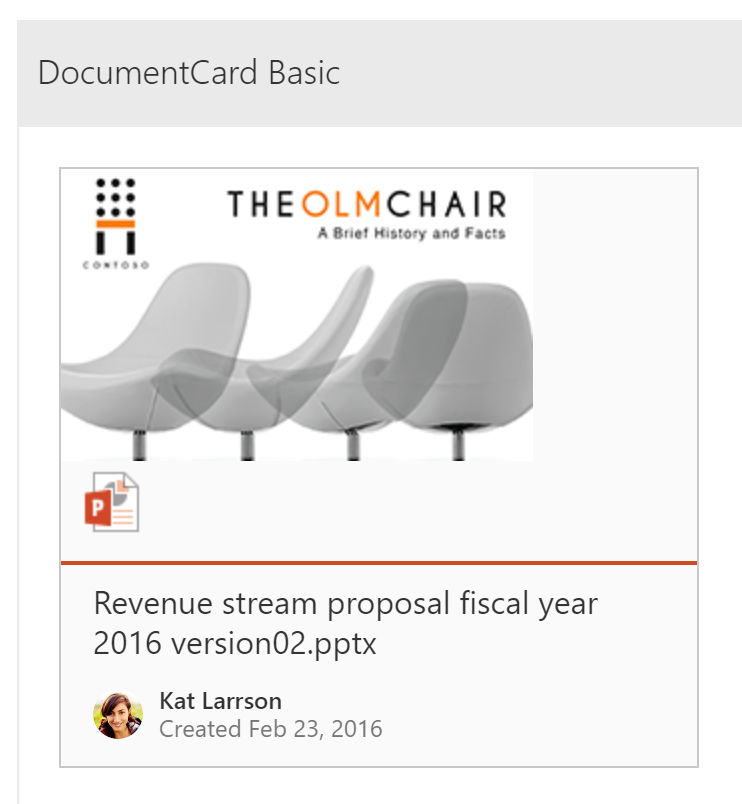 DocumentCard Basic
THEOLMCHAIR
A Brief History and Facts
CONTOSO
P
Revenue stream proposal fiscal year
2016 version02.pptx
Kat Larrson
Created Feb 23, 2016